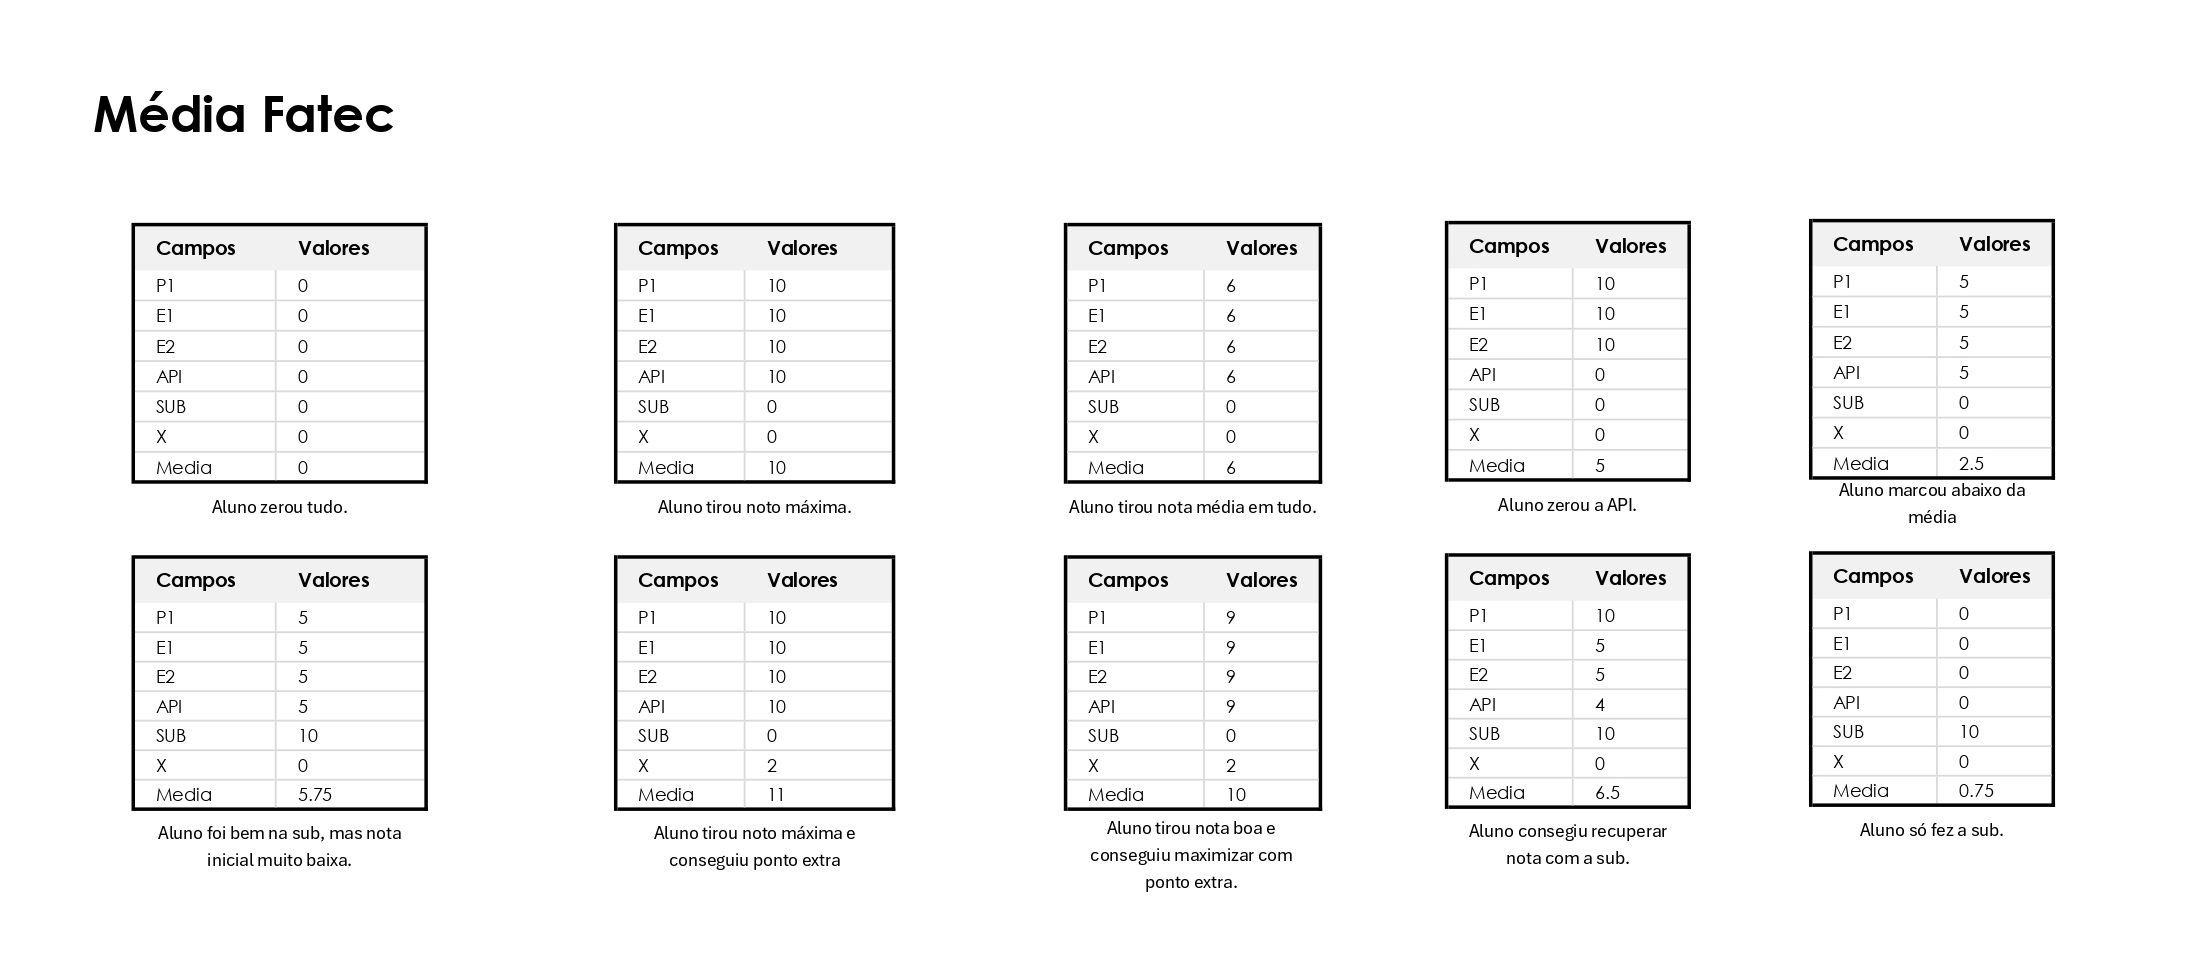 Média Fatec
Campos Valores
P1 0
E1 0
E2 0
API 0
SUB 0
X 0
Media 0
Aluno zerou tudo.
Campos Valores
P1 10
E1 10
E2 10
API 10
SUB 0
X 0
Media 10
Aluno tirou noto máxima.
Campos Valores
P1 6
E1 6
E2 6
API 6
SUB 0
X 0
Media 6
Aluno tirou nota média em tudo.
Campos Valores
P1 10
E1 10
E2 10
API 0
SUB 0
X 0
Media 5
Aluno zerou a API.
Campos Valores
P1 5
E1 5
E2 5
API 5
SUB 0
X 0
Media 2.5
Aluno marcou abaixo da
média
Campos Valores
P1 5
E1 5
E2 5
API 5
SUB 10
X 0
Media 5.75
Aluno foi bem na sub, mas nota
inicial muito baixa.
Campos Valores
P1 10
E1 10
E2 10
API 10
SUB 0
X 2
Media 11
Aluno tirou noto máxima e
conseguiu ponto extra
Campos Valores
P1 9
E1 9
E2 9
API 9
SUB 0
X 2
Media 10
Aluno tirou nota boa e
conseguiu maximizar com
ponto extra.
Campos Valores
P1 10
E1 5
E2 5
API 4
SUB 10
X 0
Media 6.5
Aluno consegiu recuperar
nota com a sub.
Campos Valores
P1 0
E1 0
E2 0
API 0
SUB 10
X 0
Media 0.75
Aluno só fez a sub.